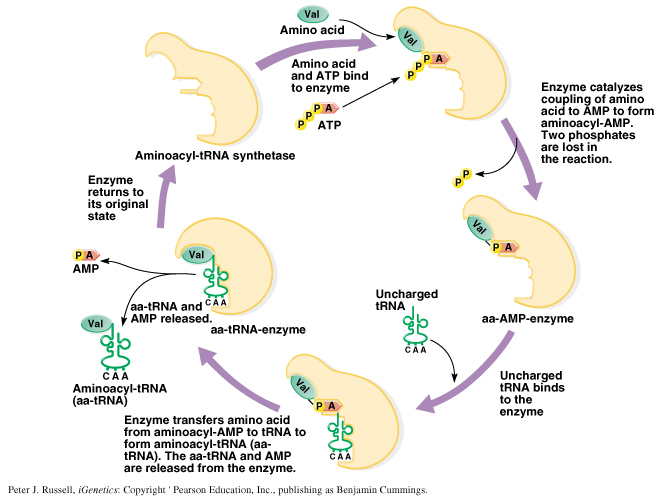 Val
Amino acid
Val
P
P
P A
Amino acid
and ATP bind
to enzyme
P
P
P A
ATP
Enzyme catalyzes
coupling of amino
acid to AMP to form
aminoacyl-AMP.
Two phosphates
are lost in
the reaction.
P
P
Aminoacyl-tRNA synthetase
Enzyme
returns to
its original
state
Val
P A
aa-AMP-enzyme
P A
AMP
Val
CAA
aa-tRNA and
AMP released.
aa-tRNA-enzyme
Val
CAA
Aminoacyl-tRNA
(aa-tRNA)
Uncharged
tRNA
CAA
Uncharged
tRNA binds
to the
enzyme
Val
P A
CAA
Enzyme transfers amino acid
from aminoacyl-AMP to tRNA to
form aminoacyl-tRNA (aa-
tRNA). The aa-tRNA and AMP
are released from the enzyme.
Peter J. Russell, iGenetics: Copyright ' Pearson Education, Inc., publishing as Benjamin Cummings.